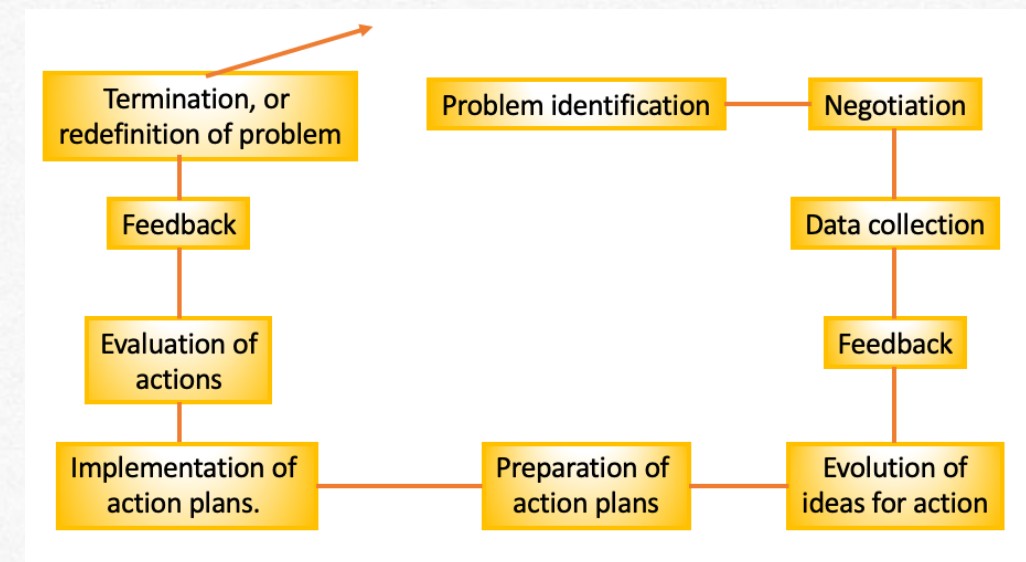 Termination, or
redefinition of problem
Problem identification
Negotiation
Feedback
Data collection
Evaluation of
actions
Feedback
Implementation of
action plans.
Preparation of
action plans
Evolution of
ideas for action